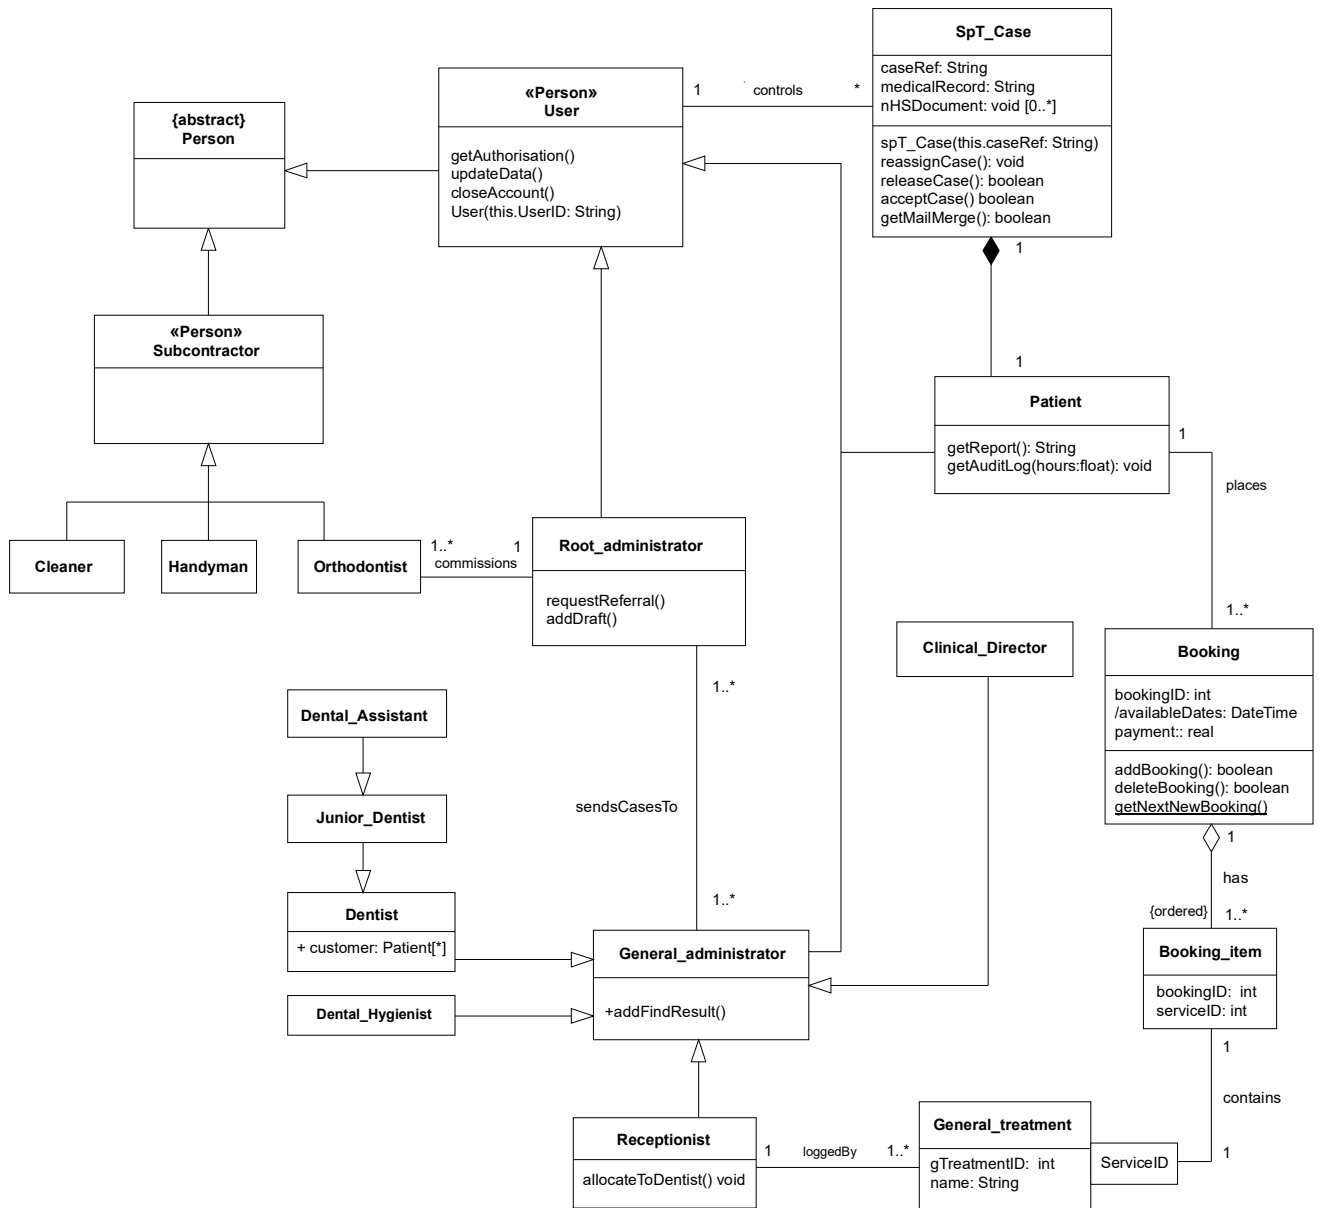 SpT_Case
caseRef: String
medicalRecord: String
nHSDocument: void [0..*]
spT_Case(this.caseRef: String)
reassignCase(): void
releaseCase(): boolean
acceptCase() boolean
getMailMerge(): boolean
«Person»
User
getAuthorisation()
updateData()
closeAccount()
User(this.UserID: String)
1
controls
*
{abstract}
Person
1
1
«Person»
Subcontractor
Patient
getReport(): String
getAuditLog(hours:float): void
1
places
1..*
Cleaner
Handyman
Orthodontist
1..*
1
commissions
Root_administrator
requestReferral()
addDraft()
Clinical_Director
Booking
bookingID: int
/availableDates: DateTime
payment:: real
addBooking(): boolean
deleteBooking(): boolean
getNextNewBooking()
1..*
sendsCasesTo
1..*
Dental_Assistant
Junior_Dentist
Dentist
+ customer: Patient[*]
Dental_Hygienist
General_administrator
+addFindResult()
1
has
{ordered}
1..*
Booking_item
bookingID:  int
serviceID: int
1
contains
1
Receptionist
allocateToDentist() void
1
loggedBy
1..*
General_treatment
gTreatmentID:  int
name: String
ServiceID